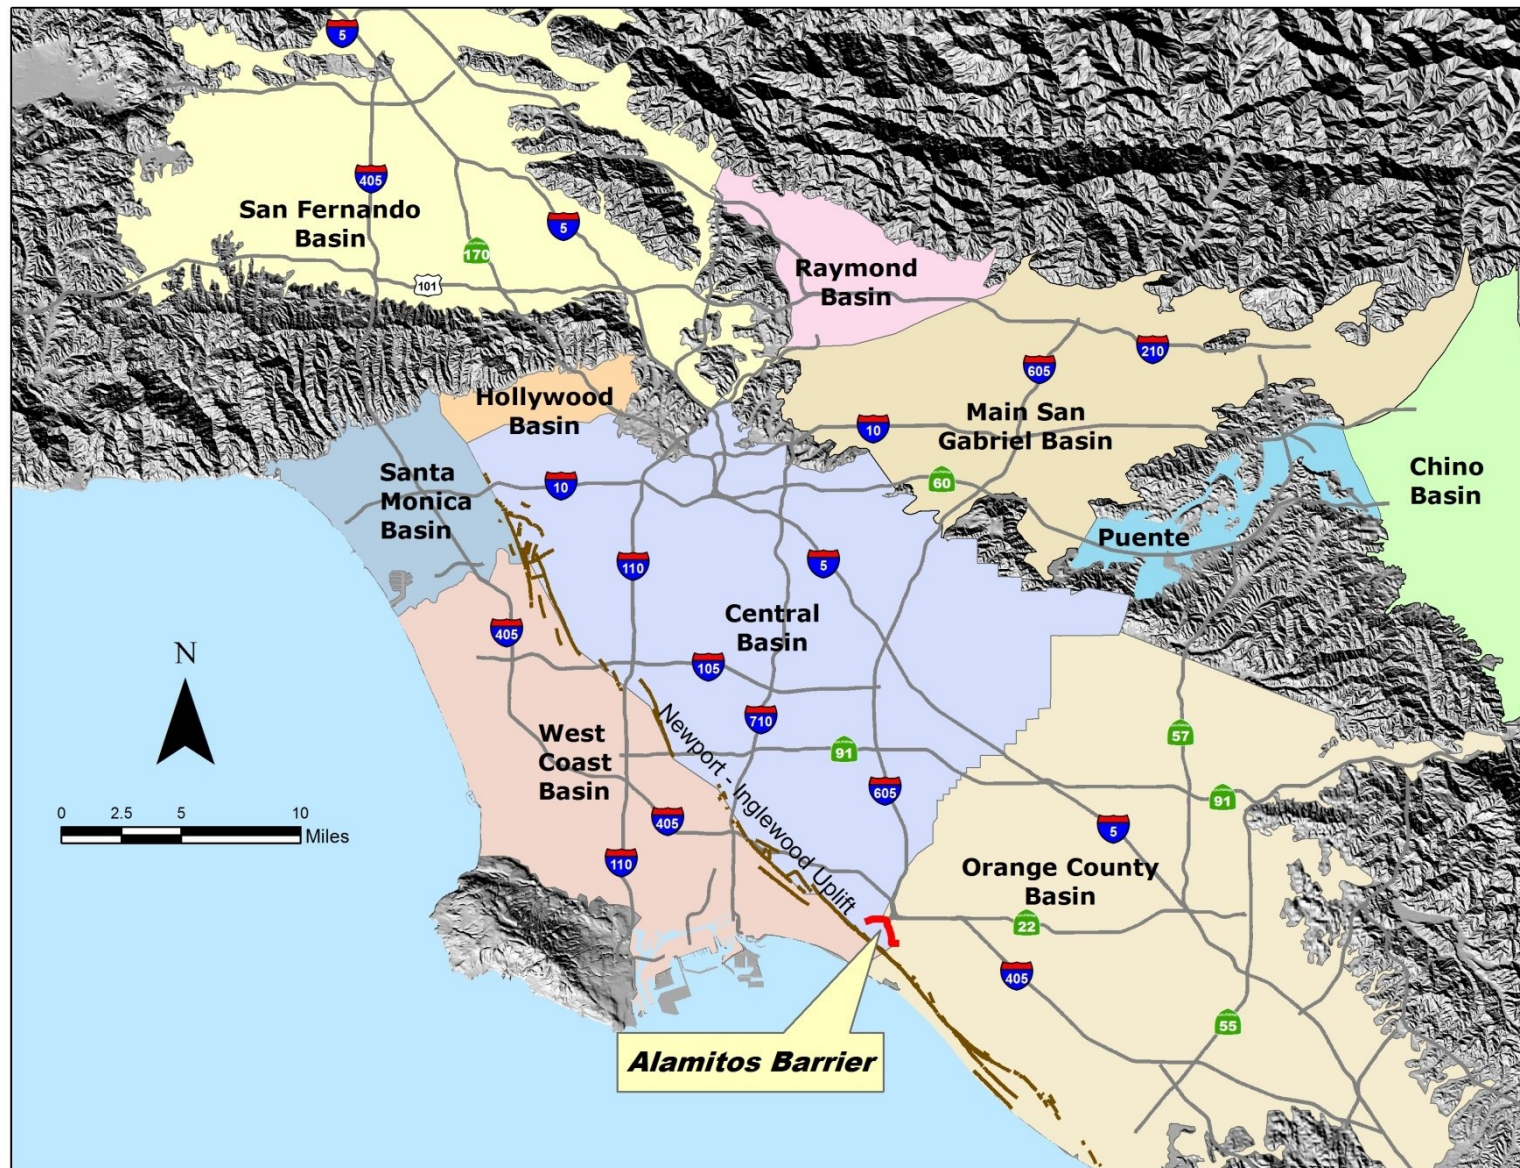 5
405
San Fernando
Basin
5
170
101
Raymond
Basin
210
605
Hollywood
Basin
Main San
Gabriel Basin
10
Santa
Monica
Basin
10
60
Chino
Basin
Puente
110
5
Central
Basin
405
105
N
710
Newport - Inglewood Uplift
West
Coast
Basin
91
57
605
91
0 2.5 5 10
Miles
405
5
110
Orange County
Basin
22
405
55
Alamitos Barrier